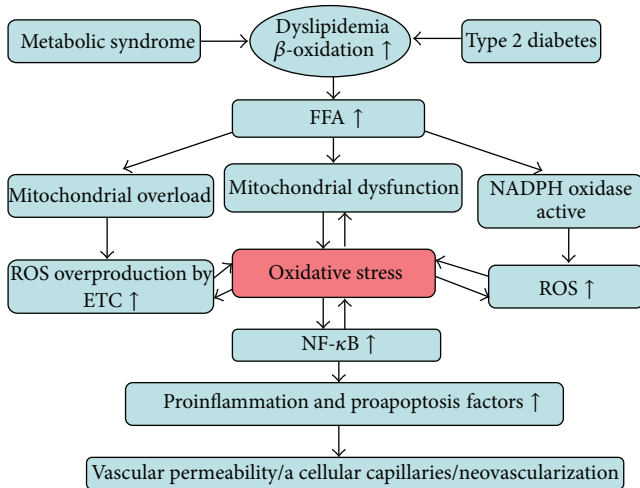 Metabolic syndrome
Dyslipidemia
β-oxidation ↑
Type 2 diabetes
FFA ↑
Mitochondrial overload
Mitochondrial dysfunction
NADPH oxidase
active
ROS overproduction by
ETC ↑
Oxidative stress
ROS ↑
NF-κB ↑
Proinflammation and proapoptosis factors ↑
Vascular permeability/a cellular capillaries/neovascularization